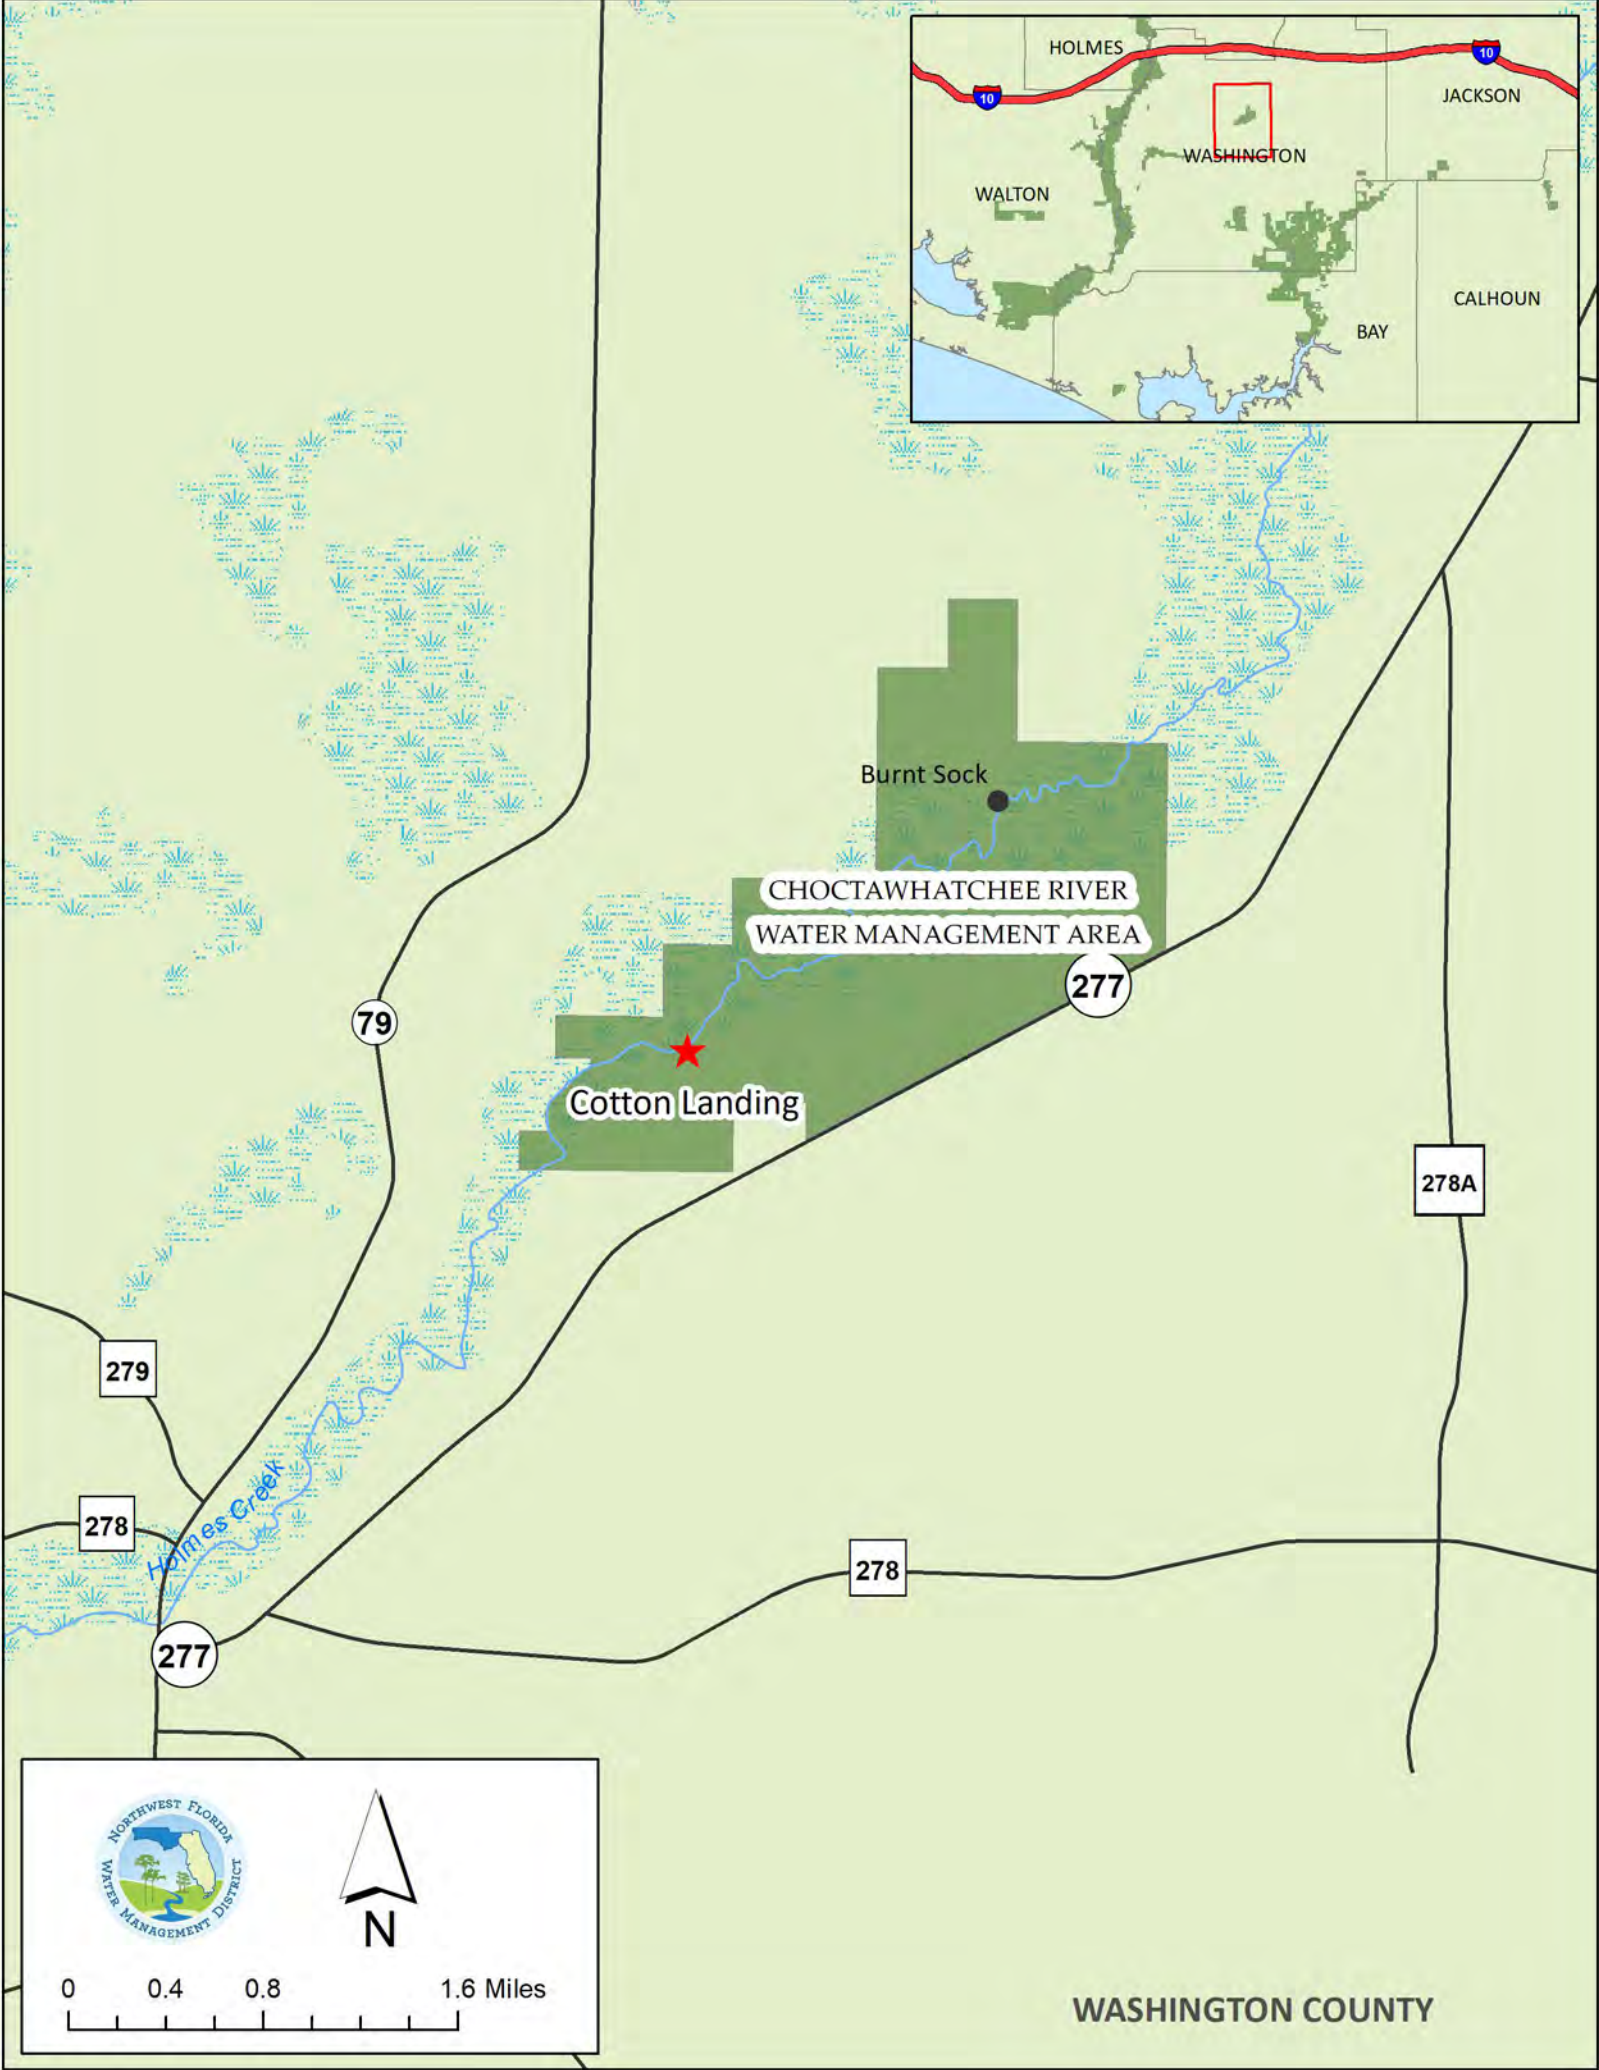 HOLMES
10
10
JACKSON
WASHINGTON
WALTON
CALHOUN
BAY
Burnt Sock
CHOCTAWHATCHEE RIVER
WATER MANAGEMENT AREA
277
79
Cotton Landing
278A
279
278
Holmes Creek
278
277
NORTHWEST FLORIDA
WATER MANAGEMENT DISTRICT
N
0 0.4 0.8 1.6 Miles
WASHINGTON COUNTY